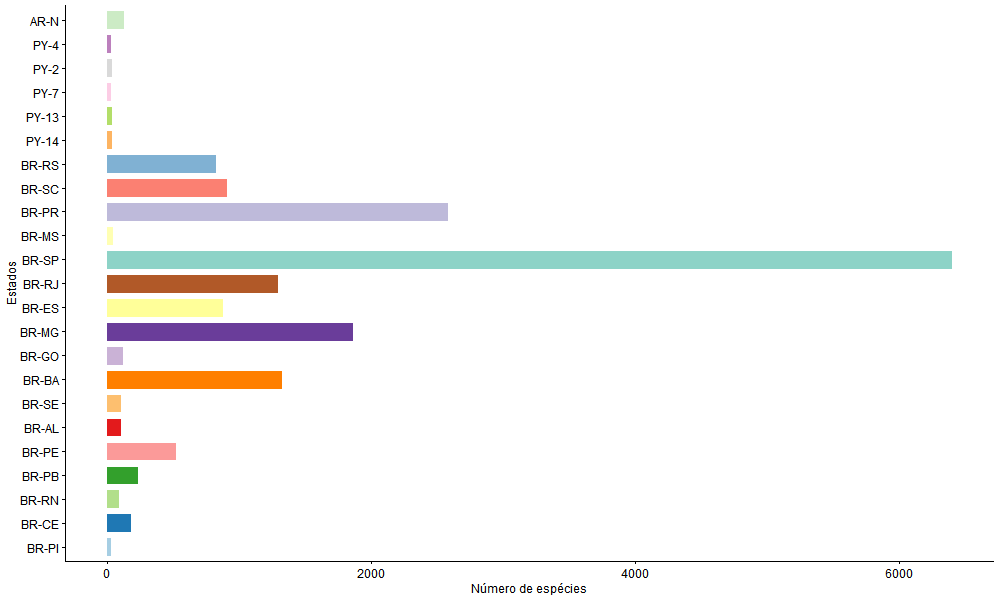 AR-N
PY-4
PY-2
PY-7
PY-13
PY-14
BR-RS
BR-SC
BR-PR
BR-MS
BR-SP
BR-RJ
BR-ES
BR-MG
BR-GO
BR-BA
BR-SE
BR-AL
BR-PE
BR-PB
BR-RN
BR-CE
BR-PI
Estados
0 2000 4000 6000
Número de espécies